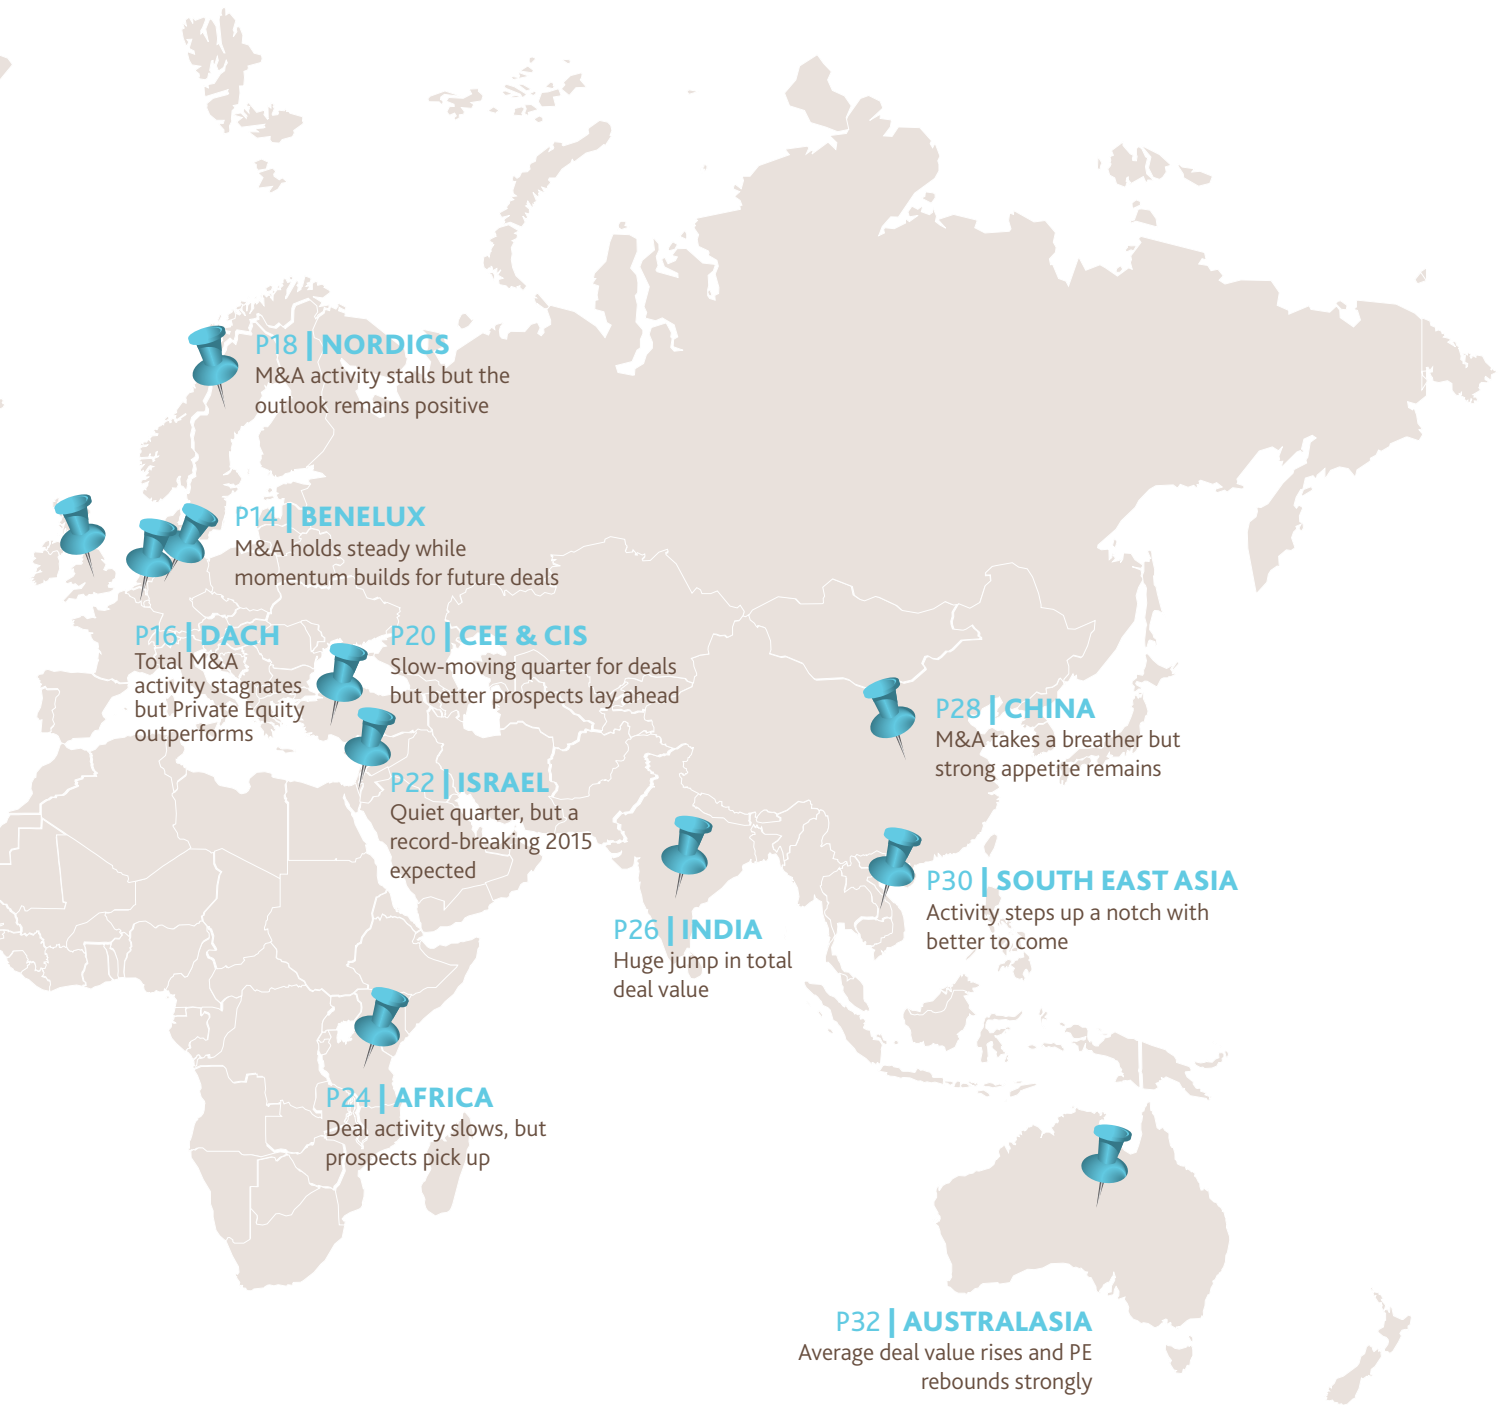 P18 | NORDICS
M&A activity stalls but the
outlook remains positive
P14 | BENELUX
M&A holds steady while
momentum builds for future deals
P16 | DACH
Total M&A
activity stagnates
but Private Equity
outperforms
P20 | CEE & CIS
Slow-moving quarter for deals
but better prospects lay ahead
P22 | ISRAEL
Quiet quarter, but a
record-breaking 2015
expected
P28 | CHINA
M&A takes a breather but
strong appetite remains
P30 | SOUTH EAST ASIA
Activity steps up a notch with
better to come
P26 | INDIA
Huge jump in total
deal value
P24 | AFRICA
Deal activity slows, but
prospects pick up
P32 | AUSTRALASIA
Average deal value rises and PE
rebounds strongly